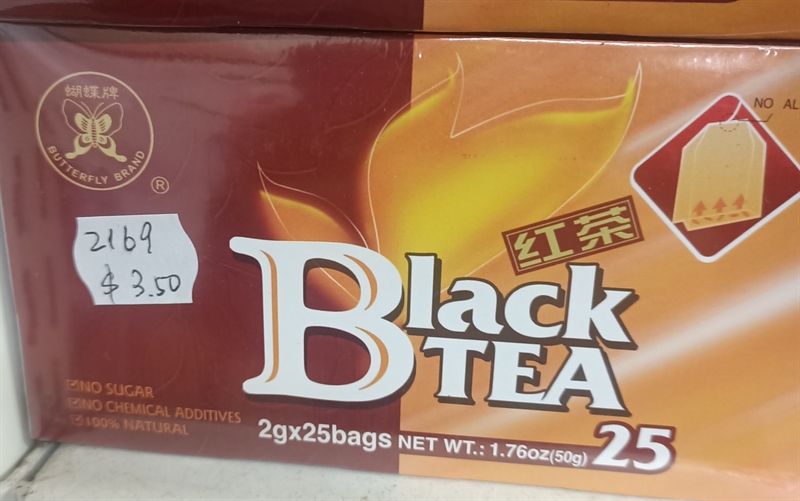 蝴蝶牌
BUTTERFLY BRAND
®
NO AL
2169
$ 3.50
红茶
Black
TEA
NO SUGAR
NO CHEMICAL ADDITIVES
100% NATURAL
2gx25bags NET WT.: 1.76oz(50g) 25